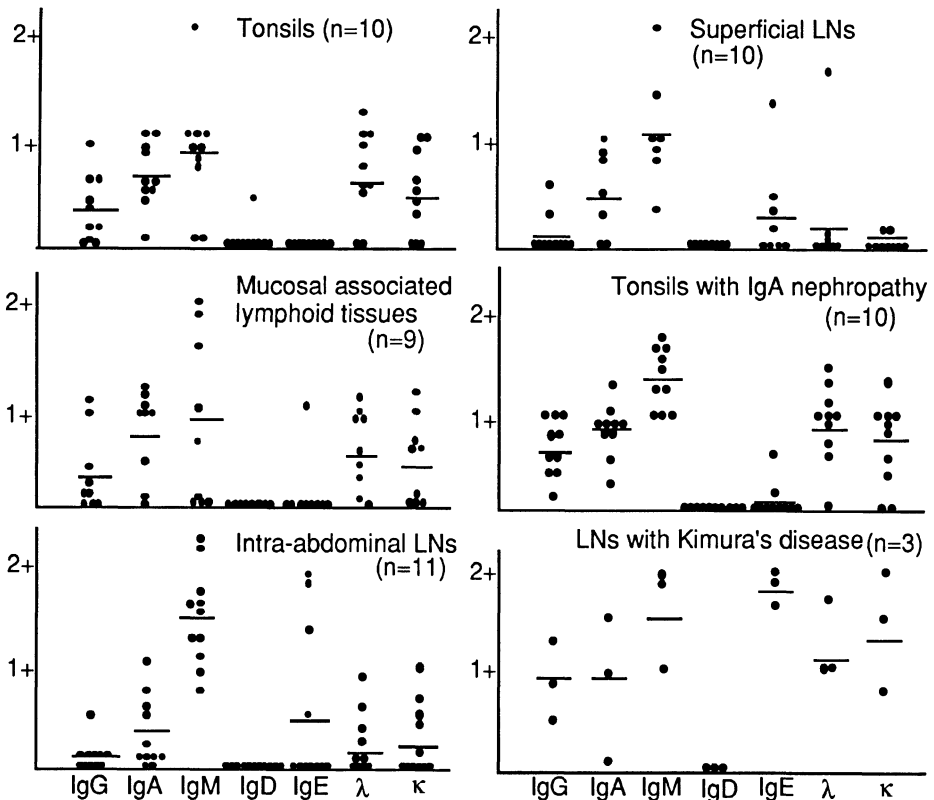 2+
1+
Tonsils (n=10)
2+
1+
Superficial LNs
(n=10)
2+
1+
Mucosal associated
lymphoid tissues
(n=9)
2+
1+
Tonsils with IgA nephropathy
(n=10)
2+
1+
Intra-abdominal LNs
(n=11)
IgG IgA IgM IgD IgE λ κ
2+
1+
LNs with Kimura's disease (n=3)
IgG IgA IgM IgD IgE λ κ